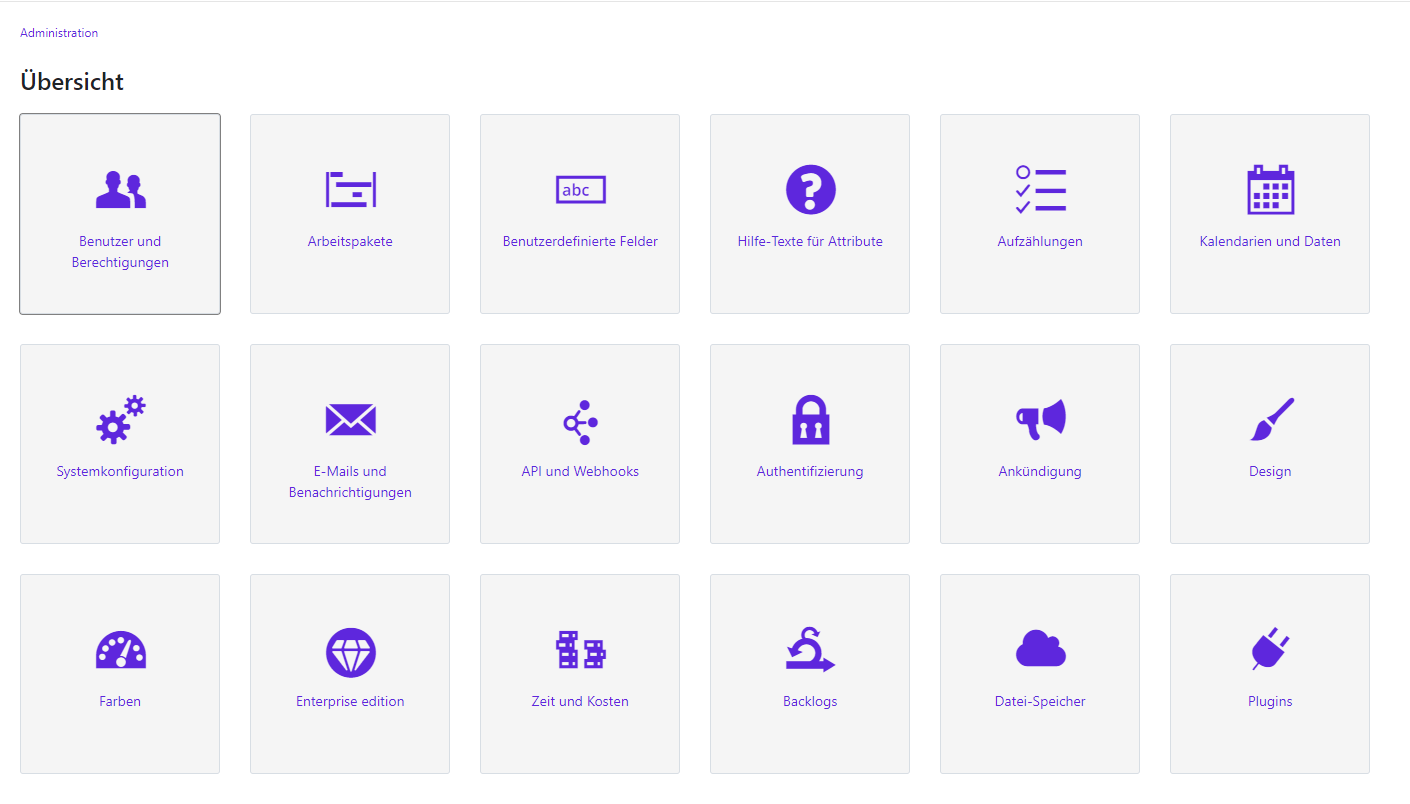 Administration
Übersicht
Benutzer und
Berechtigungen
Arbeitspakete
abc
Benutzerdefinierte Felder
?
Hilfe-Texte für Attribute
Aufzählungen
Kalendarien und Daten
Systemkonfiguration
E-Mails und
Benachrichtigungen
API und Webhooks
Authentifizierung
Ankündigung
Design
Farben
Enterprise edition
Zeit und Kosten
Backlogs
Datei-Speicher
Plugins